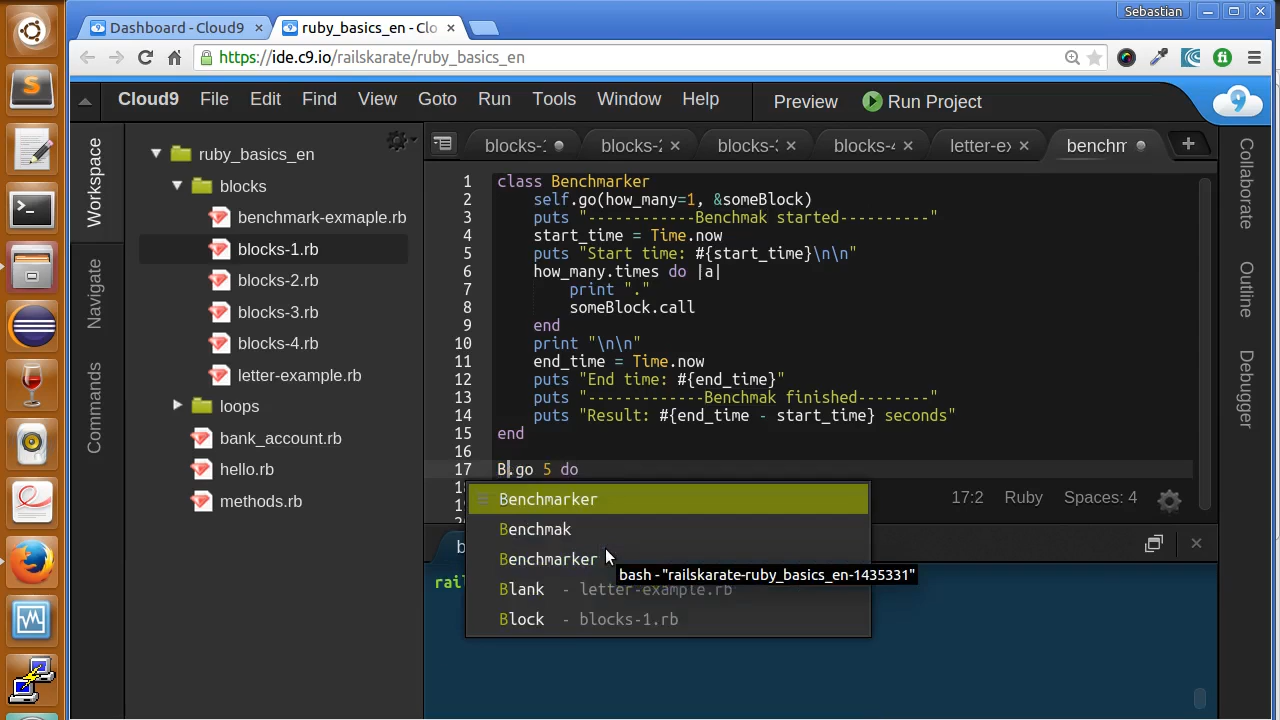 Sebastian
Dashboard - Cloud9
ruby_basics_en - Clo
https://ide.c9.io/railskarate/ruby_basics_en
Cloud9 File Edit Find View Goto Run Tools Window Help Preview Run Project
Workspace
Navigate
Commands
ruby_basics_en
blocks
benchmark-exmaple.rb
blocks-1.rb
blocks-2.rb
blocks-3.rb
blocks-4.rb
letter-example.rb
loops
bank_account.rb
hello.rb
methods.rb
blocks-1 blocks-2 blocks-3 blocks-4 letter-ex benchm
1 class Benchmarker
2 self.go(how_many=1, &someBlock)
3 puts "------------Benchmak started----------"
4 start_time = Time.now
5 puts "Start time: #{start_time}\n\n"
6 how_many.times do |a|
7 print "."
8 someBlock.call
9 end
10 print "\n\n"
11 end_time = Time.now
12 puts "End time: #{end_time}"
13 puts "-------------Benchmak finished--------"
14 puts "Result: #{end_time - start_time} seconds"
15 end
16
17 B.go 5 do
Benchmarker
Benchmak
Benchmarker
Blank - letter-example.rb
Block - blocks-1.rb
bash - "railskarate-ruby_basics_en-1435331"
17:2 Ruby Spaces: 4
b
rail
Collaborate
Outline
Debugger